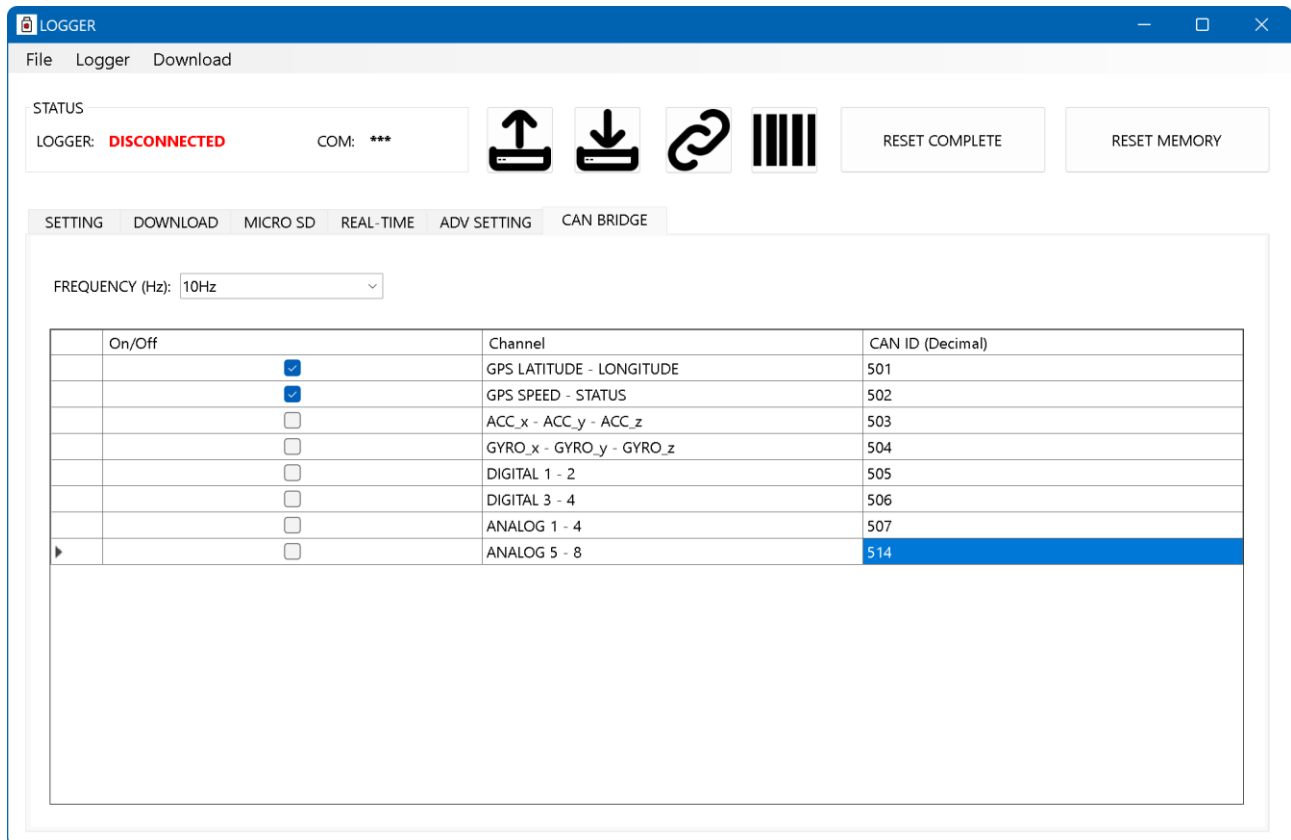 LOGGER
File Logger Download
STATUS
LOGGER: DISCONNECTED COM: ***
RESET COMPLETE
RESET MEMORY
SETTING DOWNLOAD MICRO SD REAL-TIME ADV SETTING CAN BRIDGE
FREQUENCY (Hz): 10Hz
On/Off Channel CAN ID (Decimal)
GPS LATITUDE - LONGITUDE 501
GPS SPEED - STATUS 502
ACC_x - ACC_y - ACC_z 503
GYRO_x - GYRO_y - GYRO_z 504
DIGITAL 1 - 2 505
DIGITAL 3 - 4 506
ANALOG 1 - 4 507
ANALOG 5 - 8 514